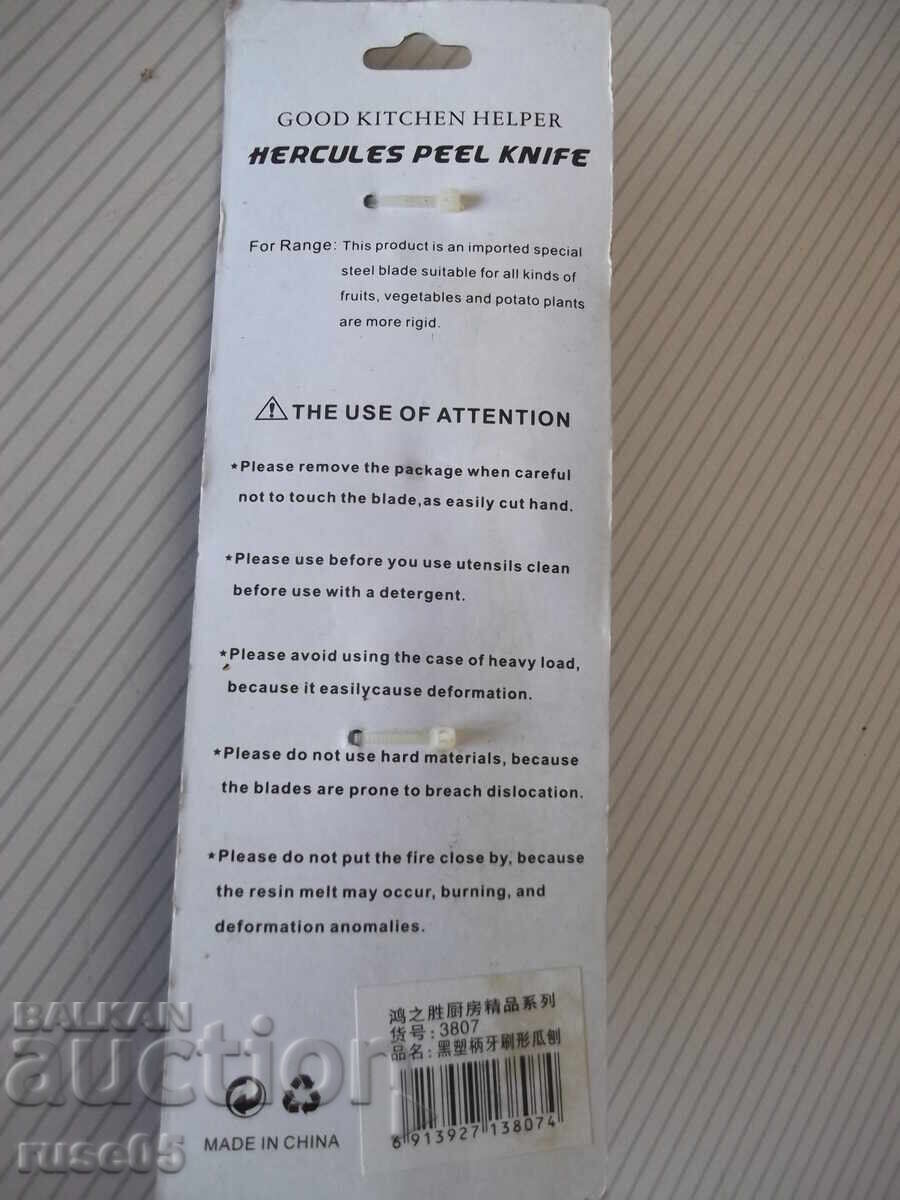 GOOD KITCHEN HELPER
HERCULES PEEL KNIFE
For Range: This product is an imported special
steel blade suitable for all kinds of
fruits, vegetables and potato plants
are more rigid.
THE USE OF ATTENTION
*Please remove the package when careful
not to touch the blade,as easily cut hand.
*Please use before you use utensils clean
before use with a detergent.
*Please avoid using the case of heavy load,
because it easilycause deformation.
*Please do not use hard materials, because
the blades are prone to breach dislocation.
*Please do not put the fire close by, because
the resin melt may occur, burning, and
deformation anomalies.
鸿之胜厨房精品系列
货号:3807
品名:黑塑柄牙刷形瓜刨
6 913927 138074
MADE IN CHINA
BALKAN
auction
ruse05